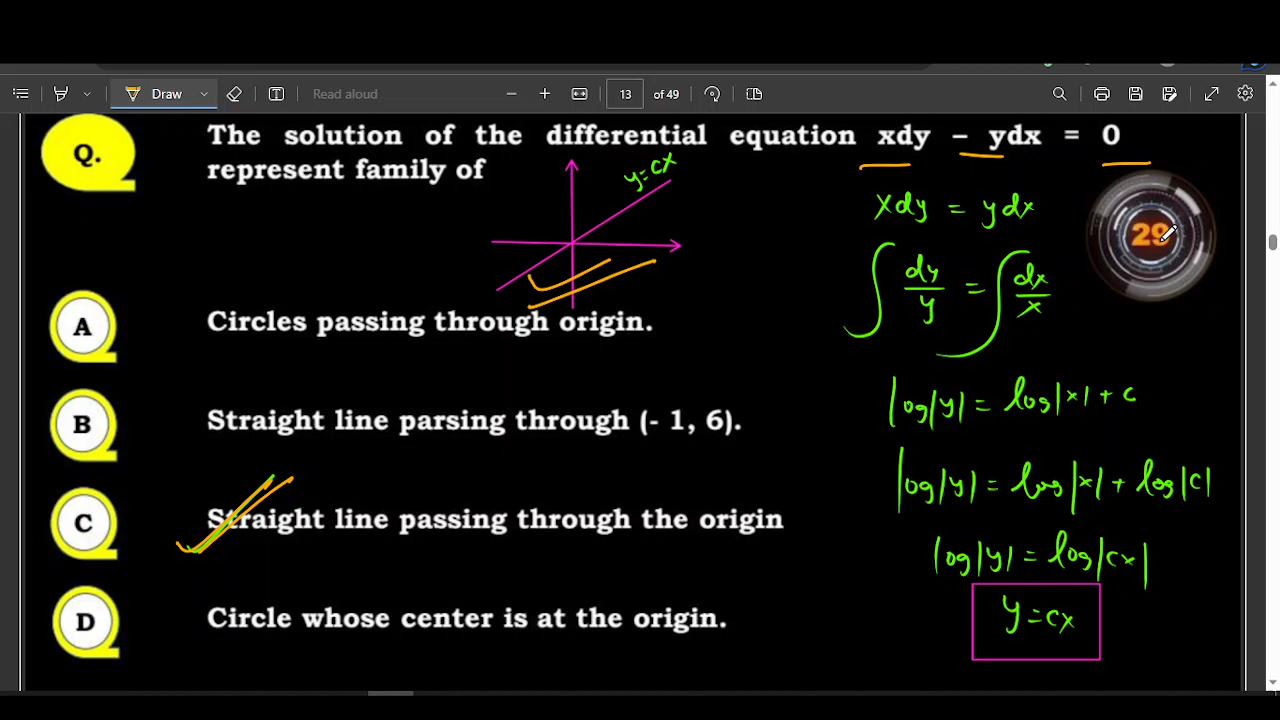 Draw
Read aloud
13 of 49
Q. The solution of the differential equation xdy – ydx = 0
represent family of
y=cx
A Circles passing through origin.
B Straight line parsing through (- 1, 6).
C Straight line passing through the origin
D Circle whose center is at the origin.
xdy = ydx
29
∫ dy/y = ∫ dx/x
log|y| = log|x| + c
log|y| = log|x| + log|c|
log|y| = log|cx|
y = cx